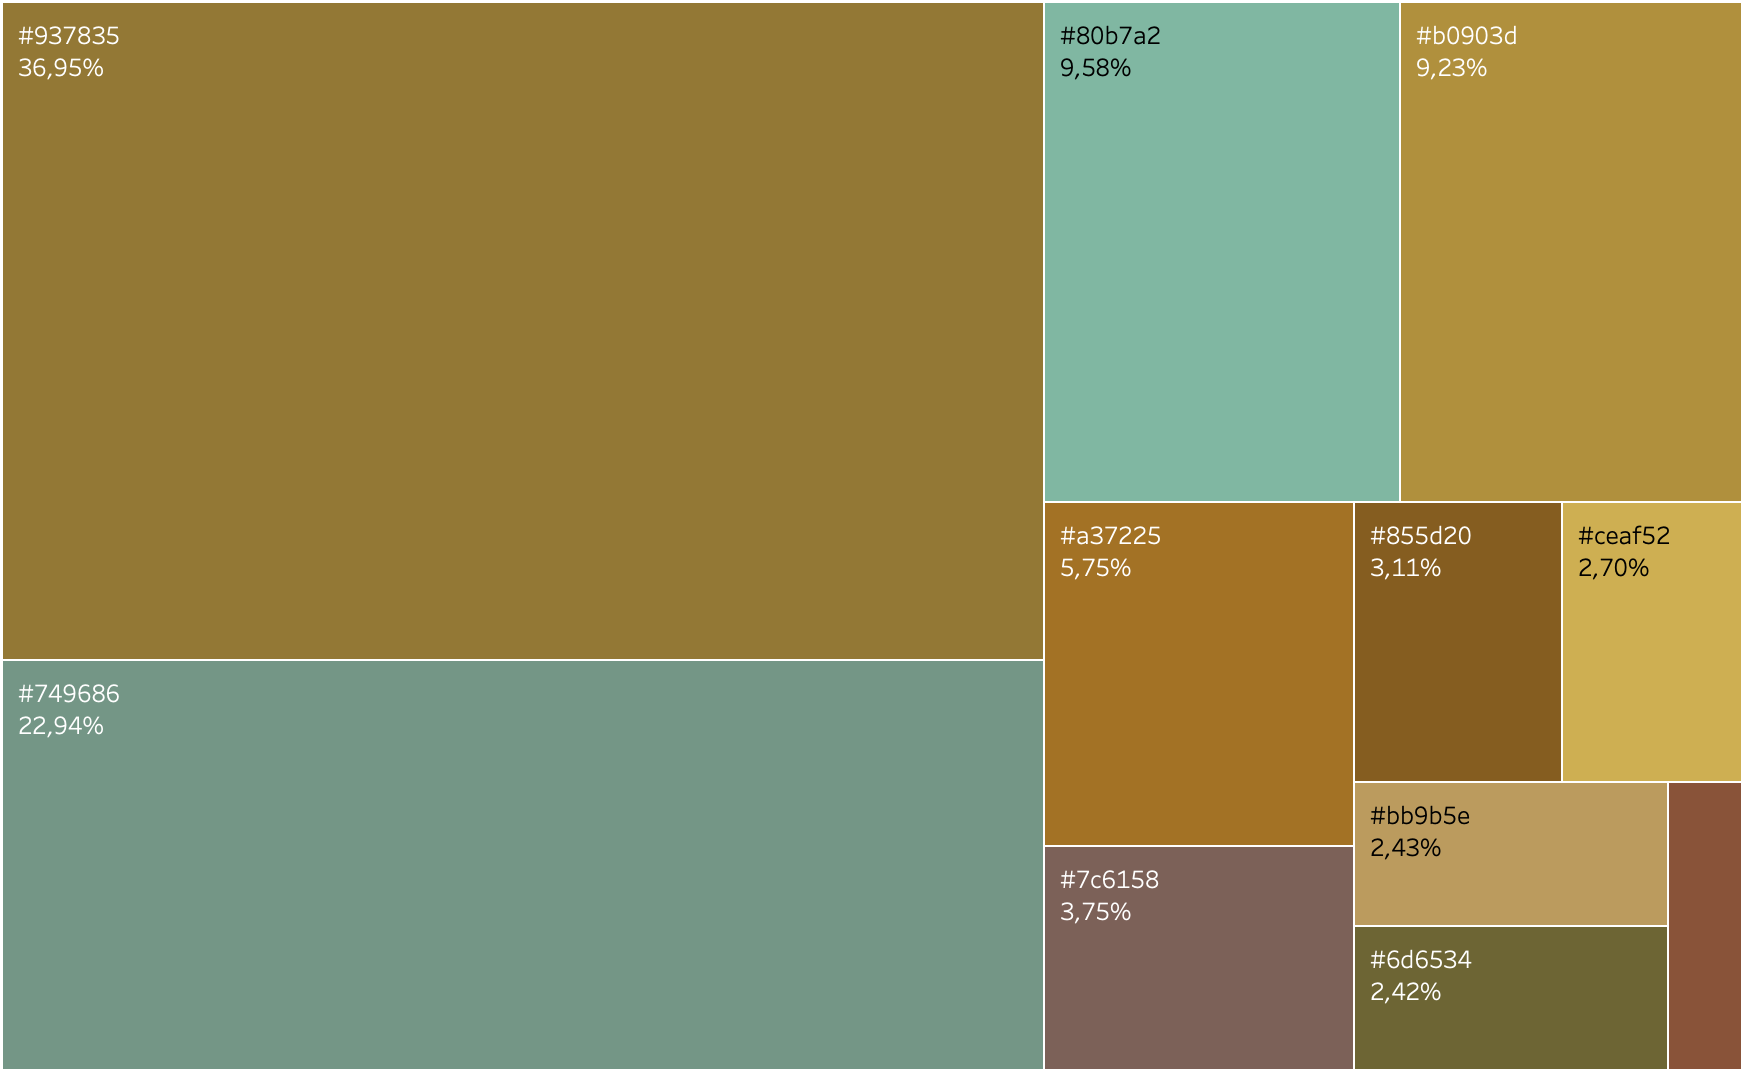 #937835
36,95%
#80b7a2
9,58%
#b0903d
9,23%
#a37225
5,75%
#855d20
3,11%
#ceaf52
2,70%
#749686
22,94%
#bb9b5e
2,43%
#7c6158
3,75%
#6d6534
2,42%